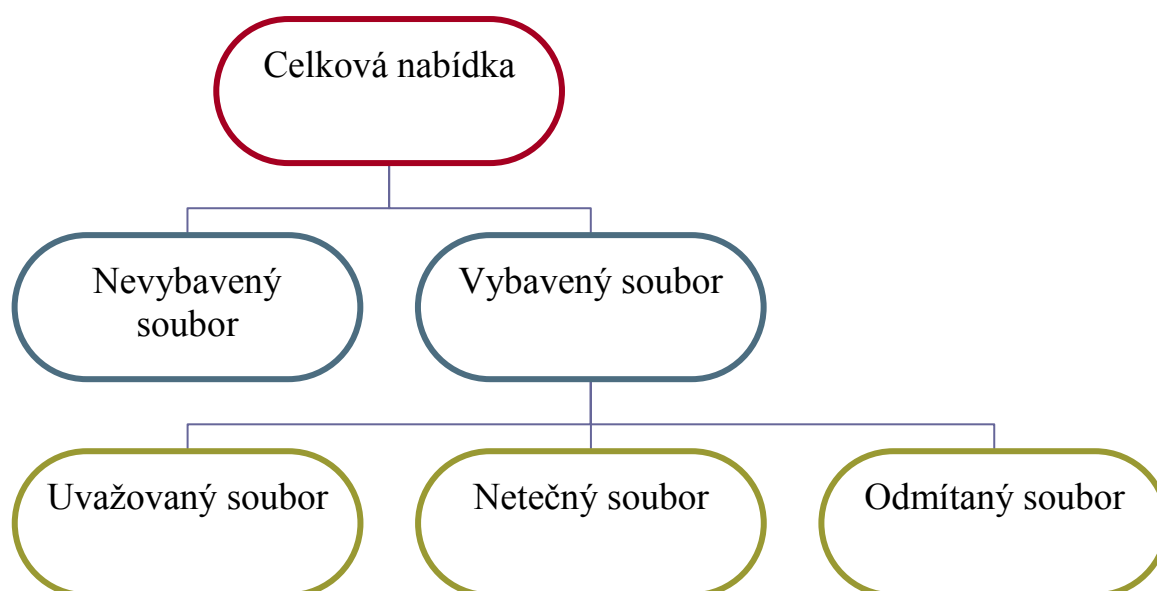 Celková nabídka
Nevybavený
soubor
Vybavený soubor
Uvažovaný soubor
Netečný soubor
Odmítaný soubor